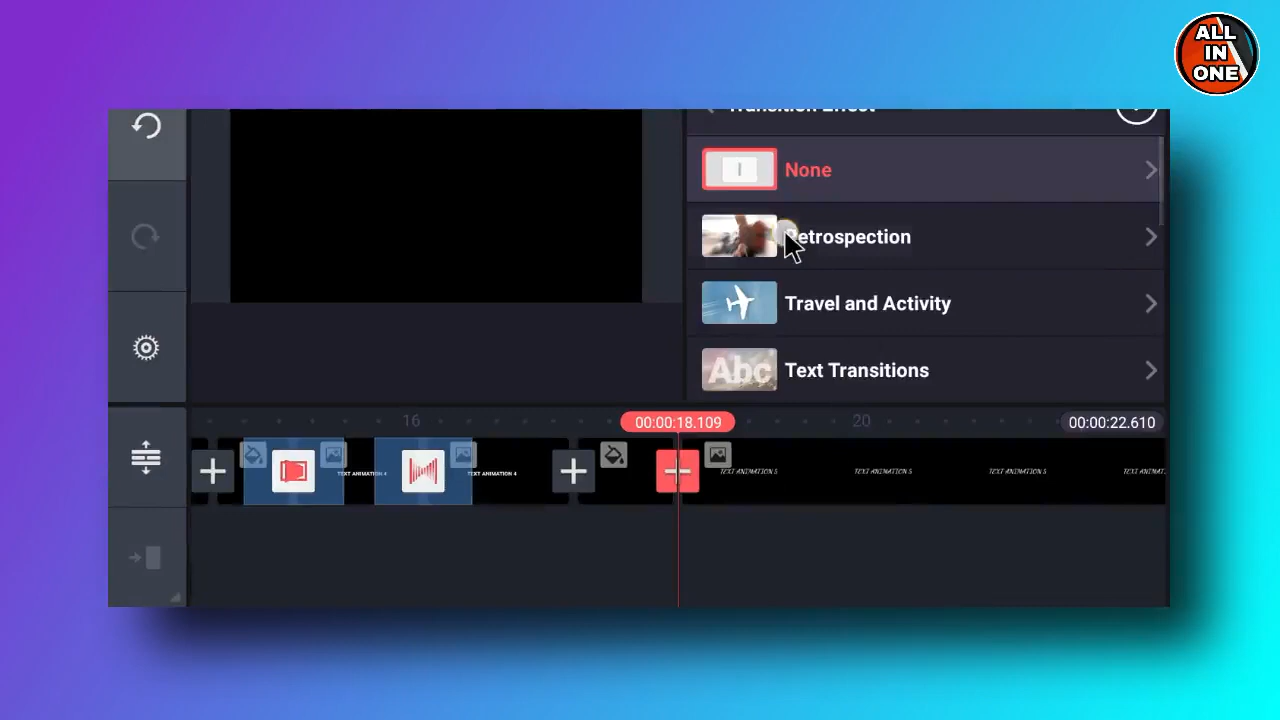 ALL
IN
ONE
Transition Effect
None
Retrospection
Travel and Activity
Abc Text Transitions
16
00:00:18.109
20
00:00:22.610
TEXT ANIMATION 4
TEXT ANIMATION 4
TEXT ANIMATION 5
TEXT ANIMATION 5
TEXT ANIMATION 5
TEXT ANIMAT